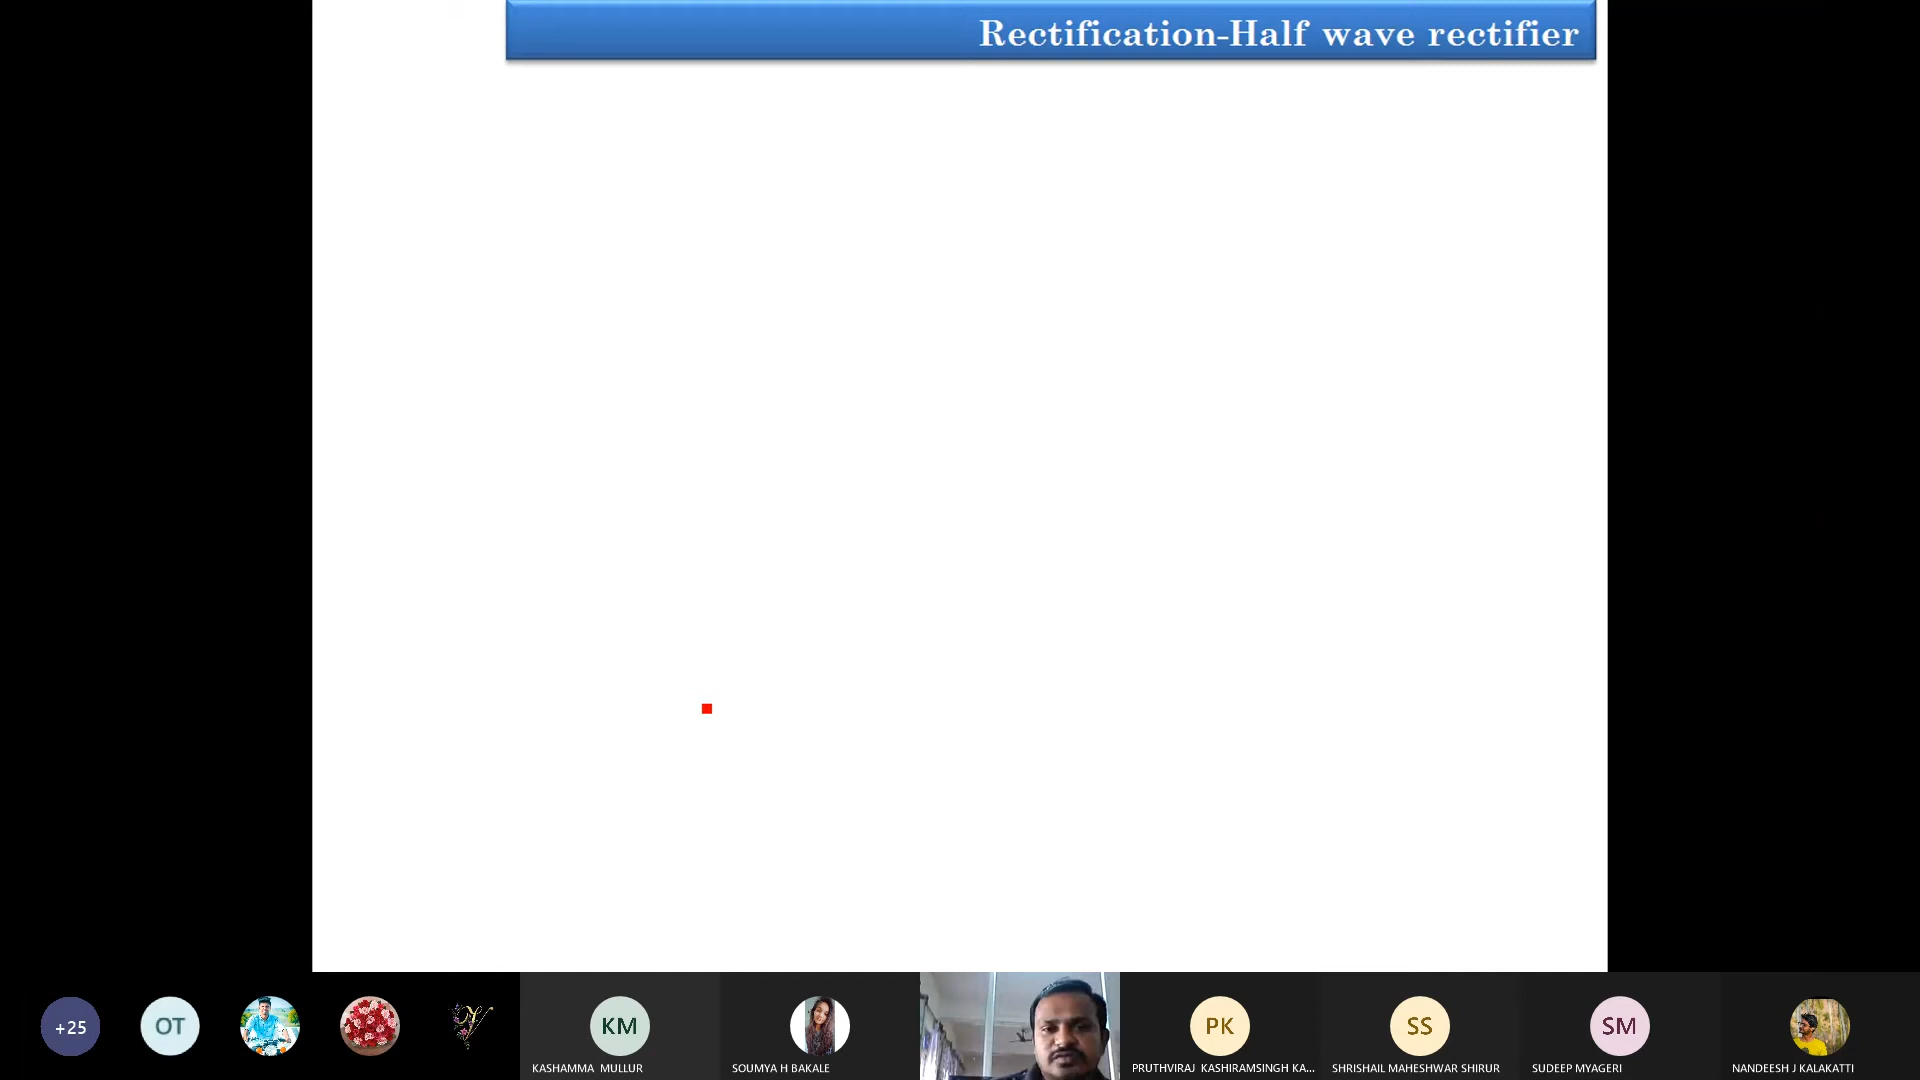 Rectification-Half wave rectifier
+25
OT
KM
PK
SS
SM
KASHAMMA MULLUR
SOUMYA H BAKALE
PRUTHVIRAJ KASHIRAMSINGH KA...
SHRISHAIL MAHESHWAR SHIRUR
SUDEEP MYAGERI
NANDEESH J KALAKATTI